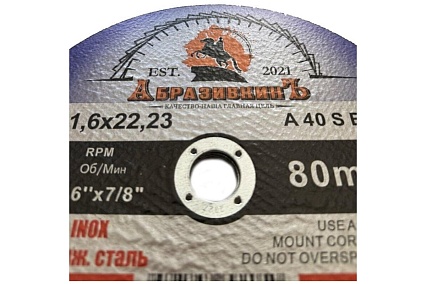 EST. 2021
АбразивкинЪ
КАЧЕСТВО-НАША ГЛАВНАЯ ЦЕЛЬ
1,6x22,23 A 40 S B
RPM
Об/Мин
6"x7/8"
80m
INOX
Ж. СТАЛЬ
USE A
MOUNT COR
DO NOT OVERSP